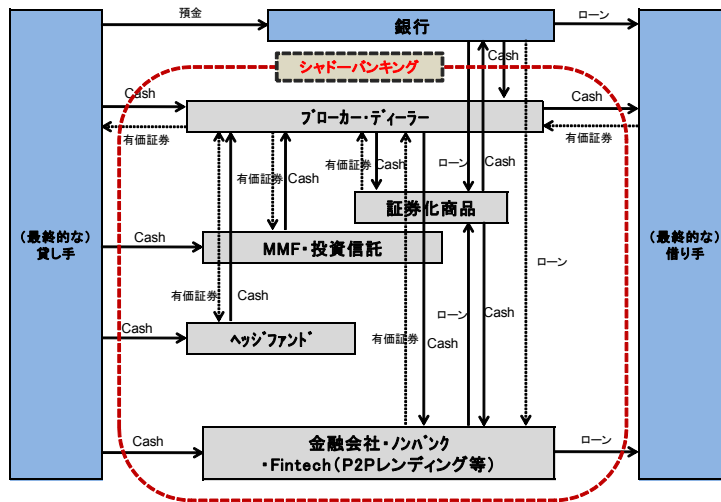 預金
銀行
ローン
シャドーバンキング
Cash
Cash
ブローカー・ディーラー
Cash
有価証券
有価証券
有価証券
Cash
有価証券
Cash
ローン
Cash
証券化商品
(最終的な)
貸し手
(最終的な)
借り手
Cash
MMF・投資信託
ローン
有価証券
Cash
Cash
ヘッジファンド
有価証券
Cash
ローン
Cash
Cash
金融会社・ノンバンク
・Fintech(P2Pレンディング等)
ローン